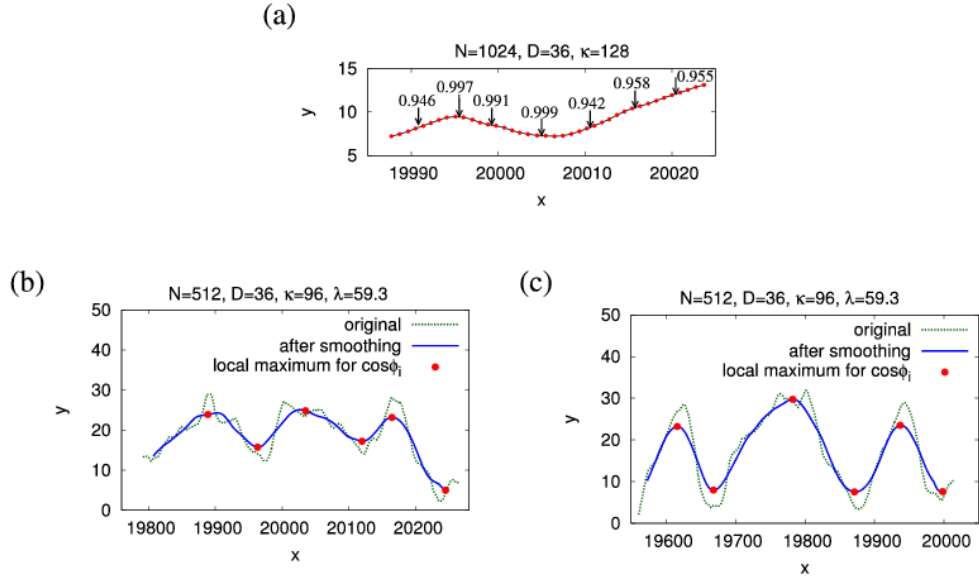 (a)
N=1024, D=36, κ=128
15
10
5
y
0.946
0.997
0.991
0.999
0.942
0.958
0.955
19990 20000 20010 20020
x
(b)
N=512, D=36, κ=96, λ=59.3
50
40
30
20
10
0
y
original
after smoothing
local maximum for cosϕi
19800 19900 20000 20100 20200
x
(c)
N=512, D=36, κ=96, λ=59.3
50
40
30
20
10
0
y
original
after smoothing
local maximum for cosϕi
19600 19700 19800 19900 20000
x